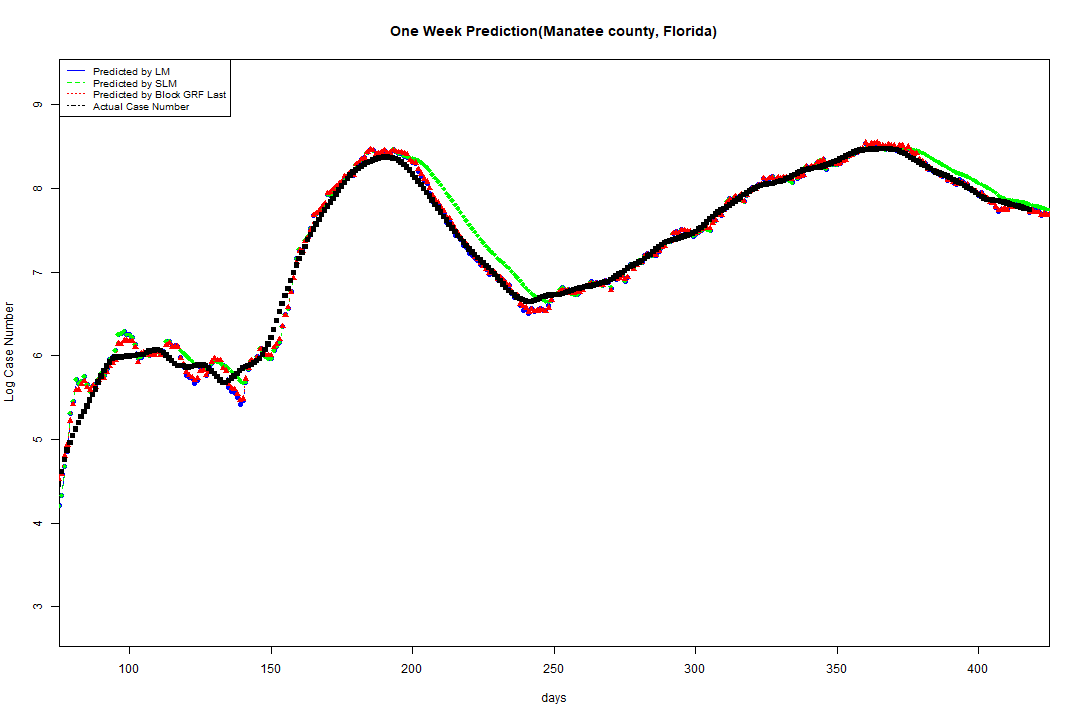 One Week Prediction(Manatee county, Florida)
Predicted by LM
Predicted by SLM
Predicted by Block GRF Last
Actual Case Number
9
8
7
6
5
4
3
Log Case Number
100 150 200 250 300 350 400
days